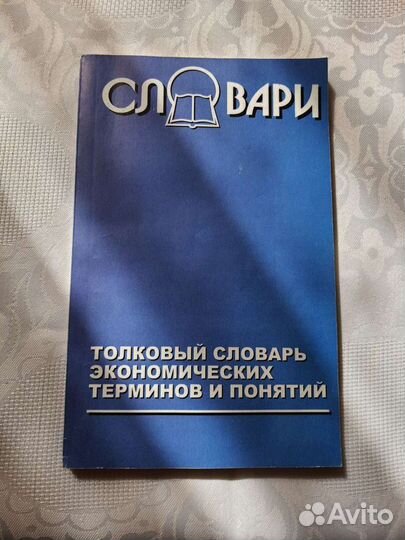 СЛОВАРИ
ТОЛКОВЫЙ СЛОВАРЬ
ЭКОНОМИЧЕСКИХ
ТЕРМИНОВ И ПОНЯТИЙ
Avito